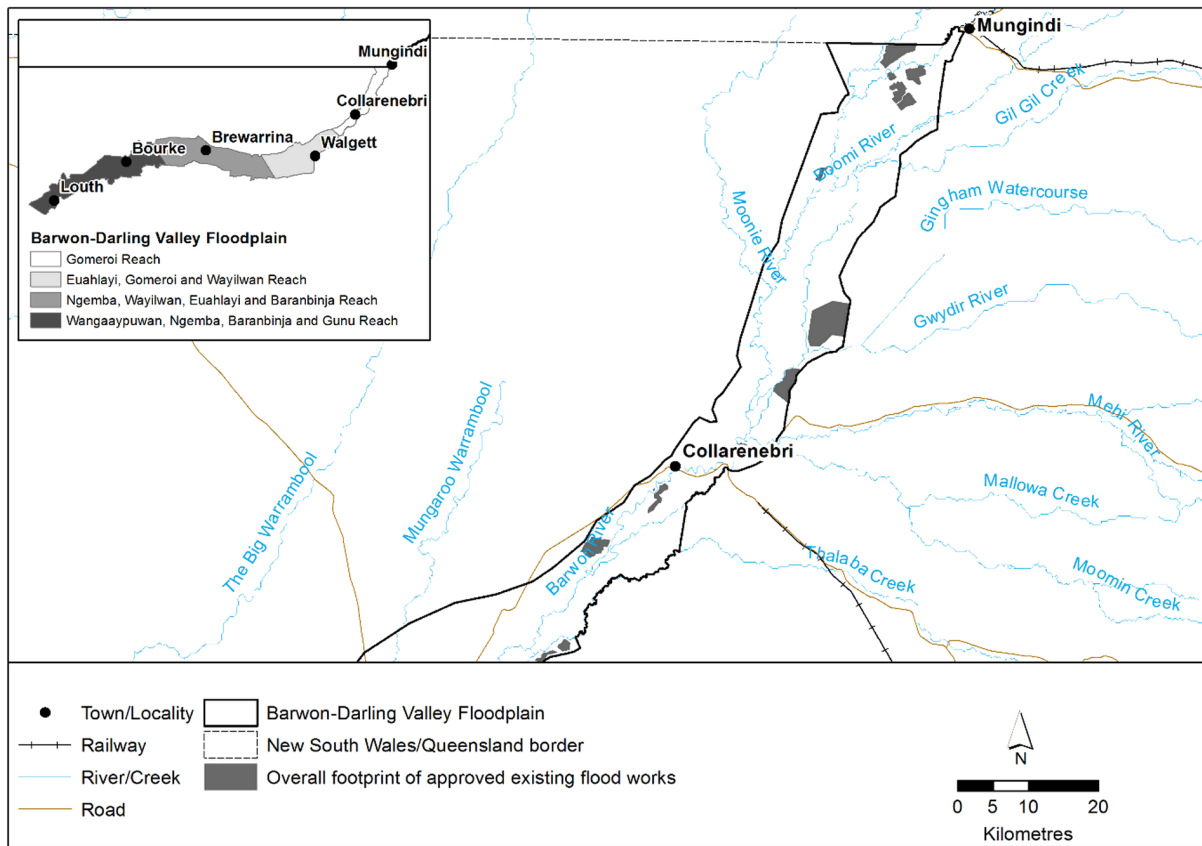 Mungindi
Collarenebri
Brewarrina
Bourke
Walgett
Louth
Barwon-Darling Valley Floodplain
Gomeroi Reach
Euahlayi, Gomeroi and Wayilwan Reach
Ngemba, Wayilwan, Euahlayi and Baranbinja Reach
Wangaaypuwan, Ngemba, Baranbinja and Gunu Reach
Mungindi
Gil Gil Creek
Boomi River
Gingham Watercourse
Moonie River
Gwydir River
Mehi River
Collarenebri
Mallowa Creek
Mungaroo Warrambool
The Big Warrambool
Barwon River
Thalaba Creek
Moomin Creek
Town/Locality
Railway
River/Creek
Road
Barwon-Darling Valley Floodplain
New South Wales/Queensland border
Overall footprint of approved existing flood works
N
0 5 10 20
Kilometres